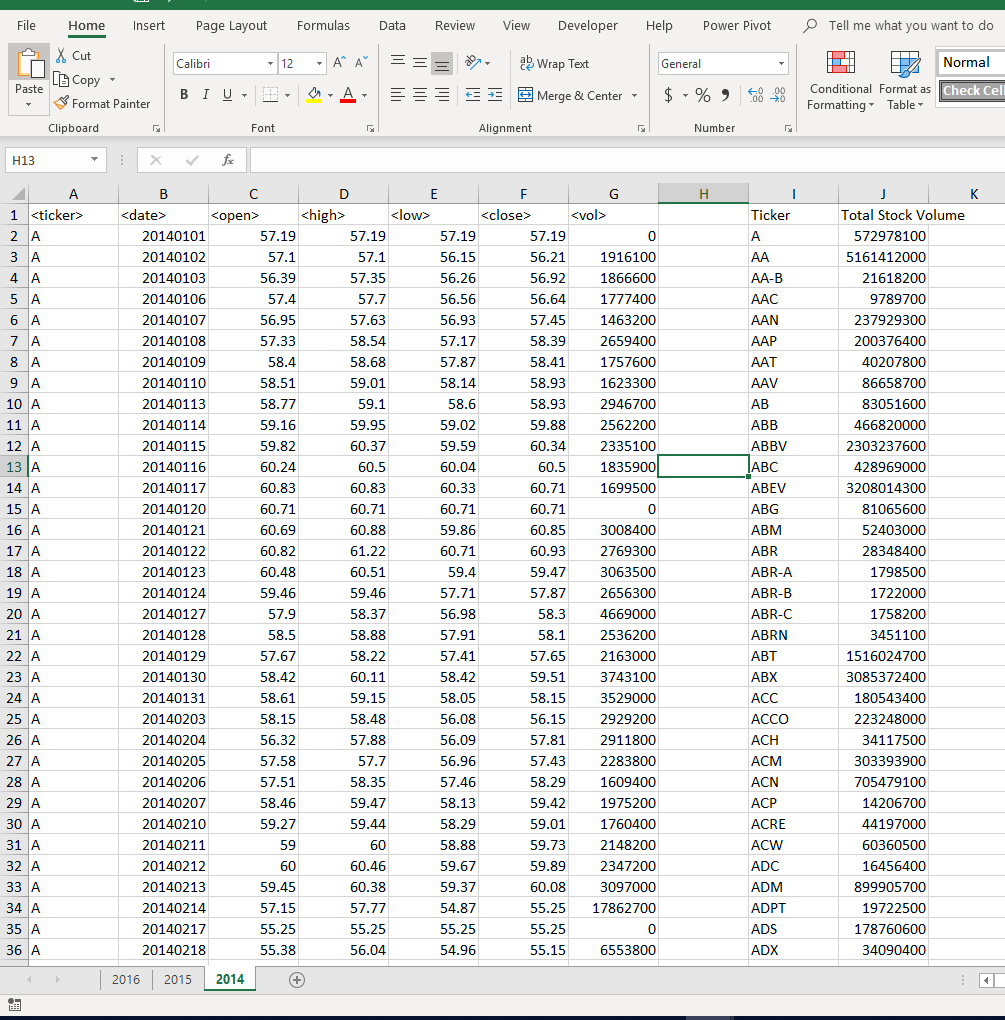 File Home Insert Page Layout Formulas Data Review View Developer Help Power Pivot Tell me what you want to do
Cut
Calibri 12 A A ab Wrap Text General Normal
Copy
Paste Conditional Format as Check Cell
Format Painter B I U A Merge & Center $ % 9 Formatting Table
Clipboard Font Alignment Number
H13 fx
A B C D E F G H I J K
1 <ticker> <date> <open> <high> <low> <close> <vol> Ticker Total Stock Volume
2 A 20140101 57.19 57.19 57.19 57.19 0 A 572978100
3 A 20140102 57.1 57.1 56.15 56.21 1916100 AA 5161412000
4 A 20140103 56.39 57.35 56.26 56.92 1866600 AA-B 21618200
5 A 20140106 57.4 57.7 56.56 56.64 1777400 AAC 9789700
6 A 20140107 56.95 57.63 56.93 57.45 1463200 AAN 237929300
7 A 20140108 57.33 58.54 57.17 58.39 2659400 AAP 200376400
8 A 20140109 58.4 58.68 57.87 58.41 1757600 AAT 40207800
9 A 20140110 58.51 59.01 58.14 58.93 1623300 AAV 86658700
10 A 20140113 58.77 59.1 58.6 58.93 2946700 AB 83051600
11 A 20140114 59.16 59.95 59.02 59.88 2562200 ABB 466820000
12 A 20140115 59.82 60.37 59.59 60.34 2335100 ABBV 2303237600
13 A 20140116 60.24 60.5 60.04 60.5 1835900 ABC 428969000
14 A 20140117 60.83 60.83 60.33 60.71 1699500 ABEV 3208014300
15 A 20140120 60.71 60.71 60.71 60.71 0 ABG 81065600
16 A 20140121 60.69 60.88 59.86 60.85 3008400 ABM 52403000
17 A 20140122 60.82 61.22 60.71 60.93 2769300 ABR 28348400
18 A 20140123 60.48 60.51 59.4 59.47 3063500 ABR-A 1798500
19 A 20140124 59.46 59.46 57.71 57.87 2656300 ABR-B 1722000
20 A 20140127 57.9 58.37 56.98 58.3 4669000 ABR-C 1758200
21 A 20140128 58.5 58.88 57.91 58.1 2536200 ABRN 3451100
22 A 20140129 57.67 58.22 57.41 57.65 2163000 ABT 1516024700
23 A 20140130 58.42 60.11 58.42 59.51 3743100 ABX 3085372400
24 A 20140131 58.61 59.15 58.05 58.15 3529000 ACC 180543400
25 A 20140203 58.15 58.48 56.08 56.15 2929200 ACCO 223248000
26 A 20140204 56.32 57.88 56.09 57.81 2911800 ACH 34117500
27 A 20140205 57.58 57.7 56.96 57.43 2283800 ACM 303393900
28 A 20140206 57.51 58.35 57.46 58.29 1609400 ACN 705479100
29 A 20140207 58.46 59.47 58.13 59.42 1975200 ACP 14206700
30 A 20140210 59.27 59.44 58.29 59.01 1760400 ACRE 44197000
31 A 20140211 59 60 58.88 59.73 2148200 ACW 60360500
32 A 20140212 60 60.46 59.67 59.89 2347200 ADC 16456400
33 A 20140213 59.45 60.38 59.37 60.08 3097000 ADM 899905700
34 A 20140214 57.15 57.77 54.87 55.25 17862700 ADPT 19722500
35 A 20140217 55.25 55.25 55.25 55.25 0 ADS 178760600
36 A 20140218 55.38 56.04 54.96 55.15 6553800 ADX 34090400
2016 2015 2014